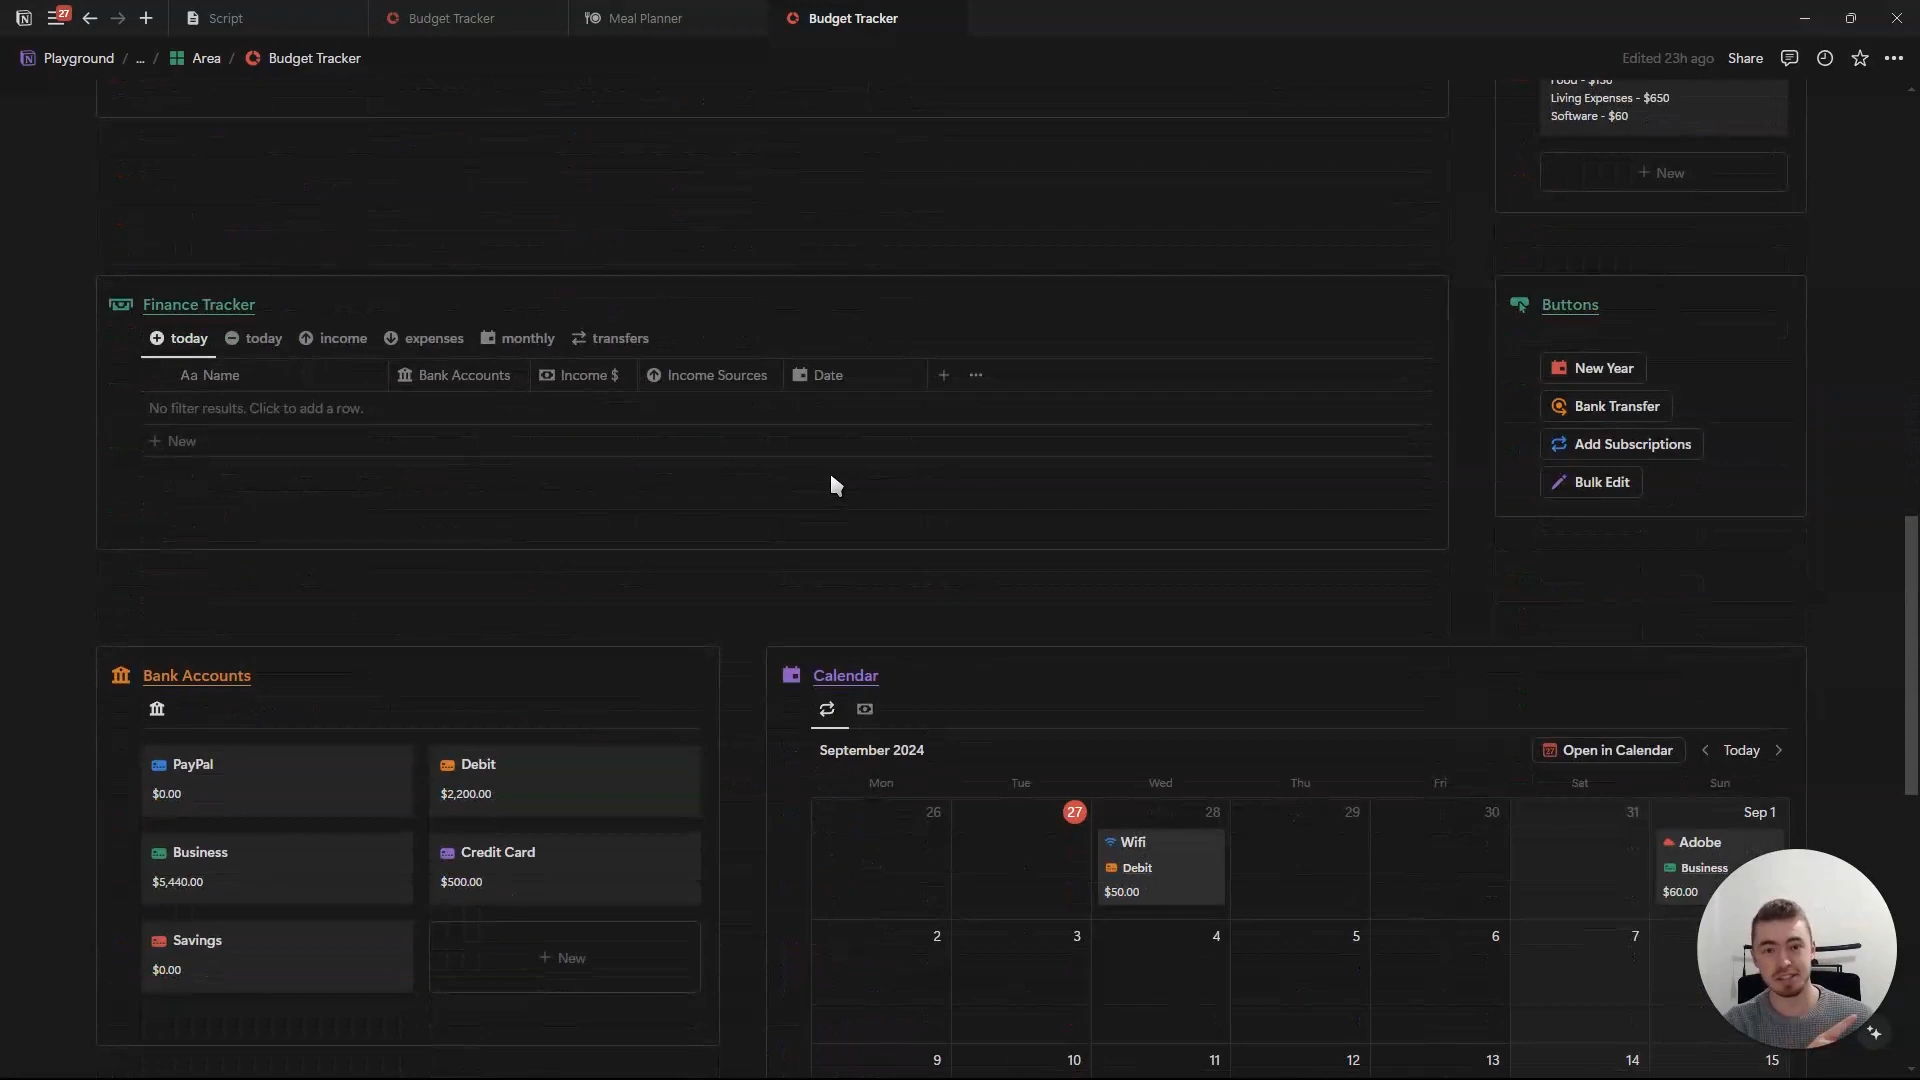 27
Script
Budget Tracker
Meal Planner
Budget Tracker
Playground / ... / Area / Budget Tracker
Edited 23h ago
Share
Food - $150
Living Expenses - $650
Software - $60
+ New
Finance Tracker
today
today
income
expenses
monthly
transfers
Aa Name
Bank Accounts
Income $
Income Sources
Date
No filter results. Click to add a row.
+ New
Buttons
New Year
Bank Transfer
Add Subscriptions
Bulk Edit
Bank Accounts
PayPal
$0.00
Debit
$2,200.00
Business
$5,440.00
Credit Card
$500.00
Savings
$0.00
+ New
Calendar
September 2024
Open in Calendar
Today
Mon Tue Wed Thu Fri Sat Sun
26 27 28 29 30 31 Sep 1
Wifi
Debit
$50.00
Adobe
Business
$60.00
2 3 4 5 6 7
9 10 11 12 13 14 15